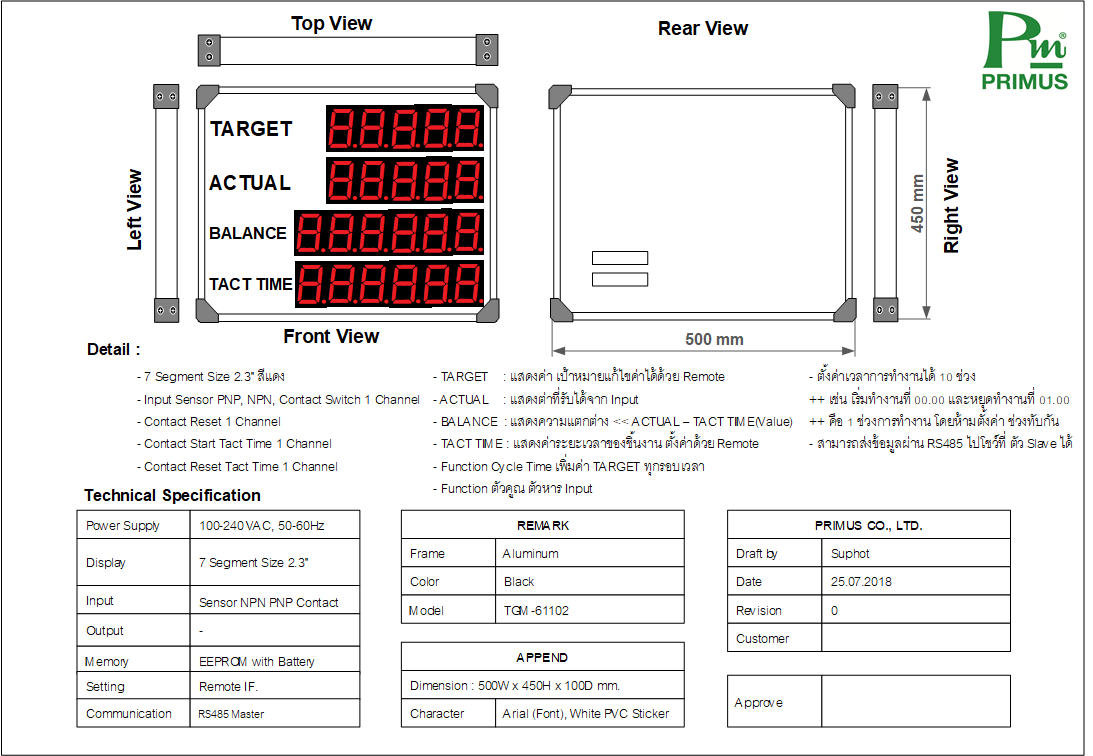 Top View
Rear View
Pm®
PRIMUS
TARGET
ACTUAL
BALANCE
TACT TIME
Left View
Right View
450 mm
500 mm
Front View
Detail :
- 7 Segment Size 2.3" สีแดง
- Input Sensor PNP, NPN, Contact Switch 1 Channel
- Contact Reset 1 Channel
- Contact Start Tact Time 1 Channel
- Contact Reset Tact Time 1 Channel
- TARGET : แสดงค่า เป้าหมายแก้ไขค่าได้ด้วย Remote
- ACTUAL : แสดงค่าที่รับได้จาก Input
- BALANCE : แสดงความแตกต่าง << ACTUAL – TACT TIME(Value)
- TACT TIME : แสดงค่าระยะเวลาของชิ้นงาน ตั้งค่าด้วย Remote
- Function Cycle Time เพิ่มค่า TARGET ทุกรอบเวลา
- Function ตัวคูณ ตัวหาร Input
- ตั้งค่าเวลาการทำงานได้ 10 ช่วง
++ เช่น เริ่มทำงานที่ 00.00 และหยุดทำงานที่ 01.00
++ คือ 1 ช่วงการทำงาน โดยห้ามตั้งค่า ช่วงทับกัน
- สามารถส่งข้อมูลผ่าน RS485 ไปโชว์ที่ ตัว Slave ได้
Technical Specification
Power Supply 100-240 VAC, 50-60Hz
Display 7 Segment Size 2.3"
Input Sensor NPN PNP Contact
Output -
Memory EEPROM with Battery
Setting Remote IF.
Communication RS485 Master
REMARK
Frame Aluminum
Color Black
Model TGM-61102
APPEND
Dimension : 500W x 450H x 100D mm.
Character Arial (Font), White PVC Sticker
PRIMUS CO., LTD.
Draft by Suphot
Date 25.07.2018
Revision 0
Customer
Approve